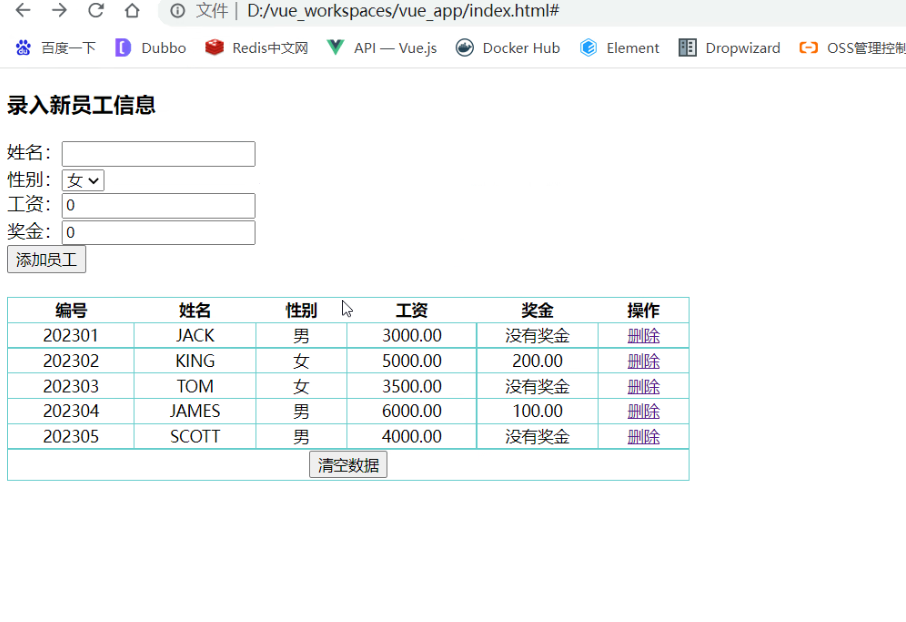 文件 | D:/vue_workspaces/vue_app/index.html#
百度一下 Dubbo Redis中文网 API — Vue.js Docker Hub Element Dropwizard OSS管理控制
录入新员工信息
姓名：
性别： 女
工资： 0
奖金： 0
添加员工
编号 姓名 性别 工资 奖金 操作
202301 JACK 男 3000.00 没有奖金 删除
202302 KING 女 5000.00 200.00 删除
202303 TOM 女 3500.00 没有奖金 删除
202304 JAMES 男 6000.00 100.00 删除
202305 SCOTT 男 4000.00 没有奖金 删除
清空数据